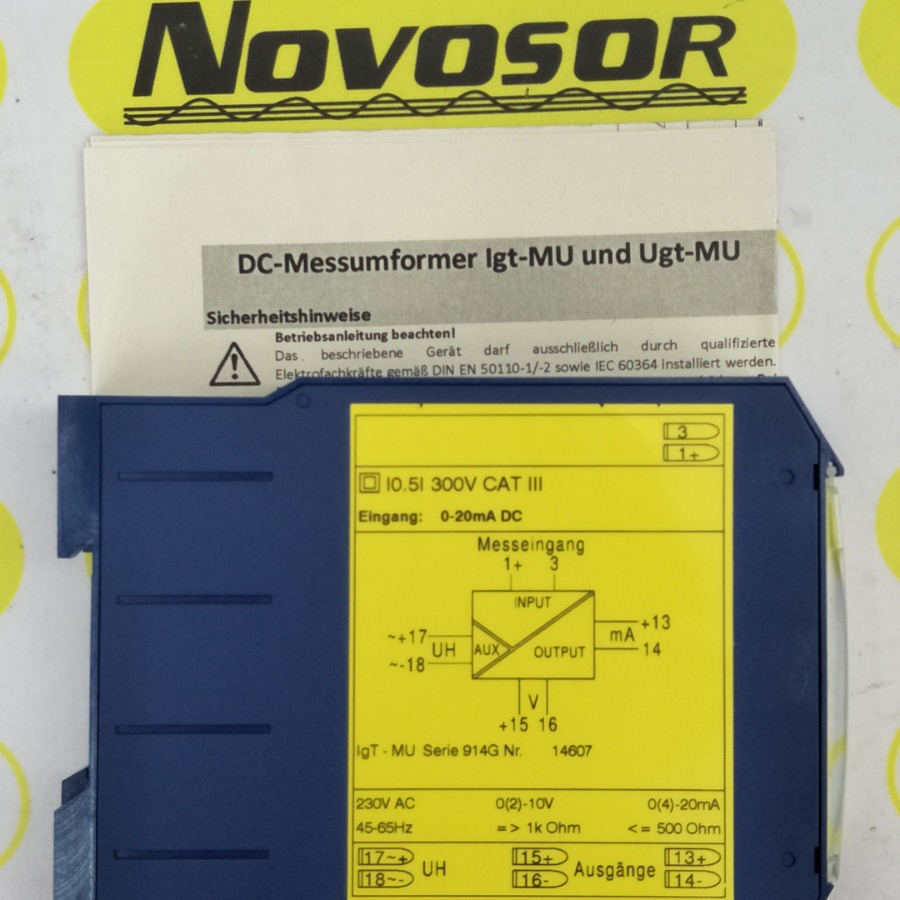 NOVOSOR
DC-Messumformer Igt-MU und Ugt-MU
Sicherheitshinweise
Betriebsanleitung beachten!
Das beschriebene Gerät darf ausschließlich durch qualifizierte
Elektrofachkräfte gemäß DIN EN 50110-1/-2 sowie IEC 60364 installiert werden.
3
1+
I0.5I 300V CAT III
Eingang: 0-20mA DC
Messeingang
1+ 3
INPUT
~+17 UH AUX OUTPUT mA +13
~-18 14
V
+15 16
IgT - MU Serie 914G Nr. 14607
230V AC 0(2)-10V 0(4)-20mA
45-65Hz => 1k Ohm <= 500 Ohm
17~+ UH 15+ Ausgänge 13+
18~- 16- 14-